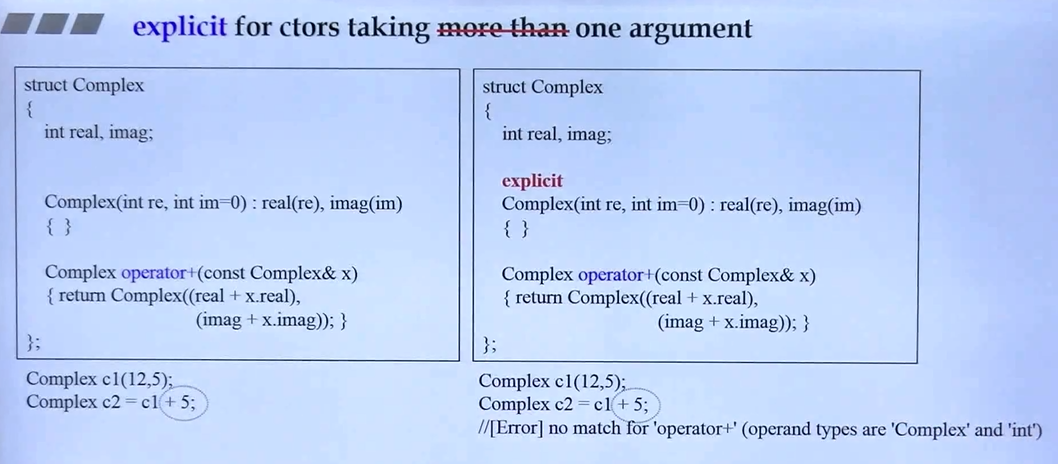 explicit for ctors taking more than one argument
struct Complex
{
int real, imag;
Complex(int re, int im=0) : real(re), imag(im)
{ }
Complex operator+(const Complex& x)
{ return Complex((real + x.real),
(imag + x.imag)); }
};
Complex c1(12,5);
Complex c2 = c1 + 5;
struct Complex
{
int real, imag;
explicit
Complex(int re, int im=0) : real(re), imag(im)
{ }
Complex operator+(const Complex& x)
{ return Complex((real + x.real),
(imag + x.imag)); }
};
Complex c1(12,5);
Complex c2 = c1 + 5;
//[Error] no match for 'operator+' (operand types are 'Complex' and 'int')